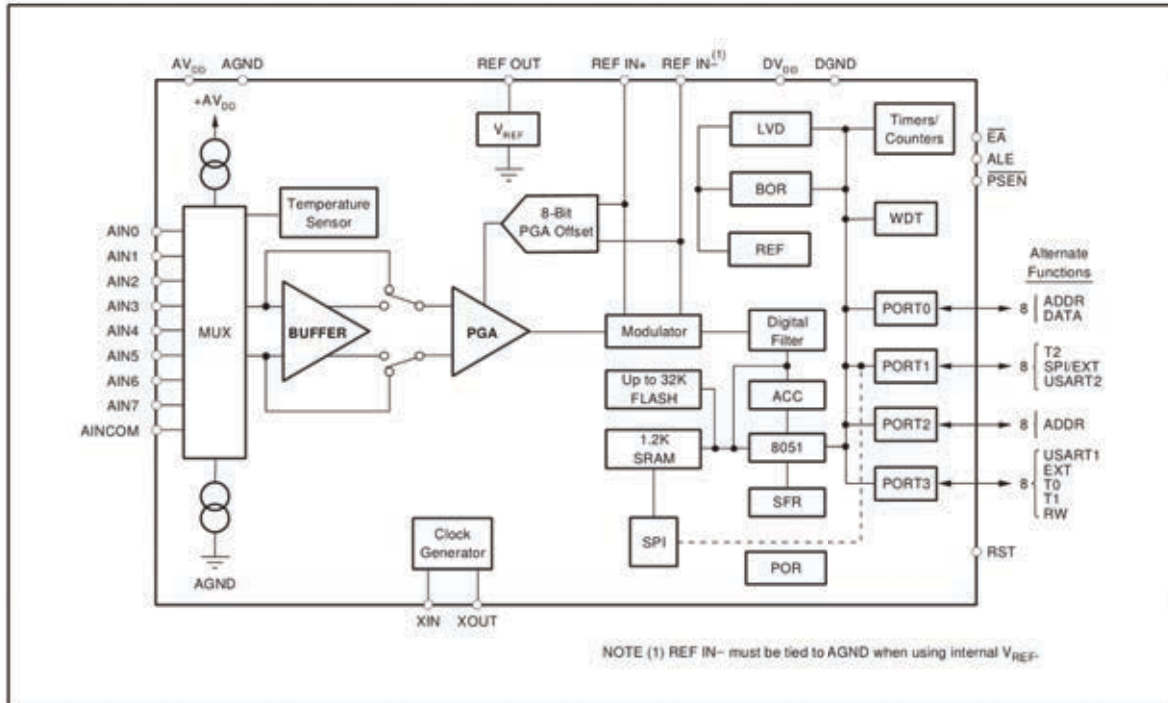 AVDD
AGND
REF OUT
REF IN+
REF IN−(1)
DVDD
DGND
+AVDD
VREF
LVD
Timers/
Counters
EA
ALE
PSEN
Temperature
Sensor
8-Bit
PGA Offset
BOR
WDT
REF
Alternate
Functions
AIN0
AIN1
AIN2
AIN3
AIN4
AIN5
AIN6
AIN7
AINCOM
MUX
BUFFER
PGA
Modulator
Digital
Filter
PORT0
8
ADDR
DATA
Up to 32K
FLASH
ACC
PORT1
8
T2
SPI/EXT
USART2
1.2K
SRAM
8051
PORT2
8
ADDR
SFR
PORT3
8
USART1
EXT
T0
T1
RW
Clock
Generator
SPI
POR
RST
AGND
XIN
XOUT
NOTE (1) REF IN− must be tied to AGND when using internal VREF.